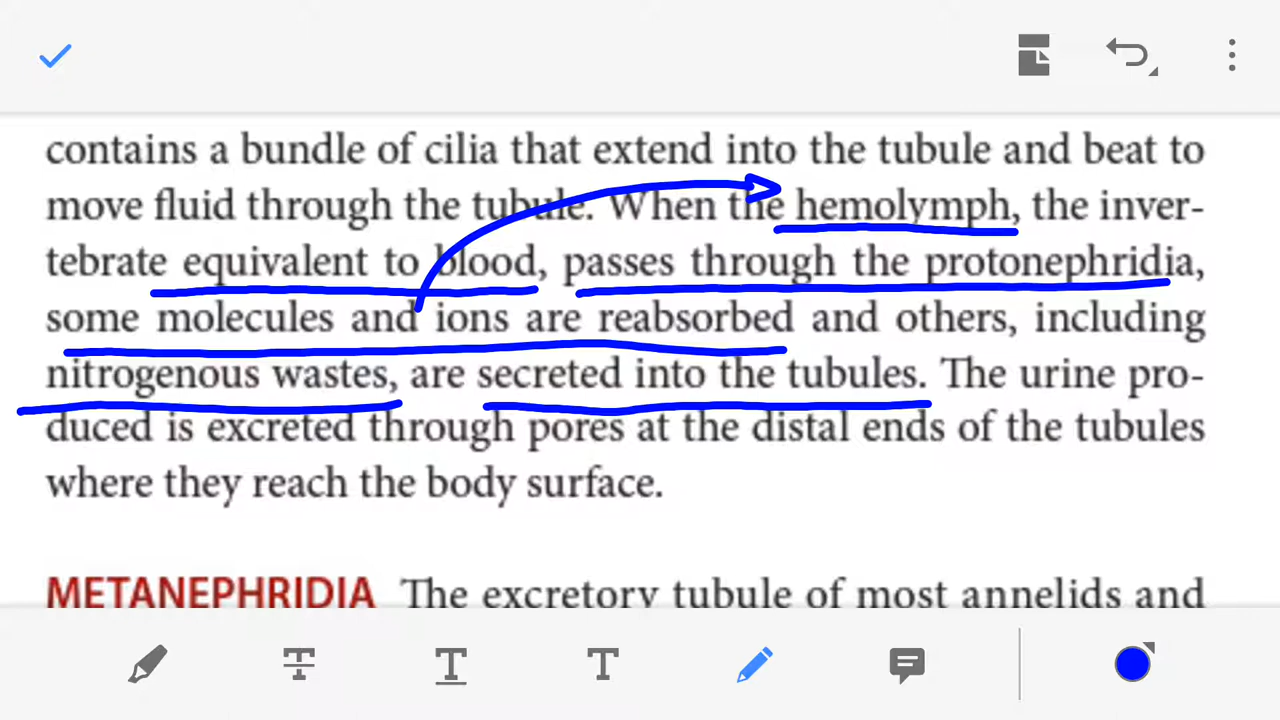 contains a bundle of cilia that extend into the tubule and beat to
move fluid through the tubule. When the hemolymph, the inver-
tebrate equivalent to blood, passes through the protonephridia,
some molecules and ions are reabsorbed and others, including
nitrogenous wastes, are secreted into the tubules. The urine pro-
duced is excreted through pores at the distal ends of the tubules
where they reach the body surface.
METANEPHRIDIA The excretory tubule of most annelids and